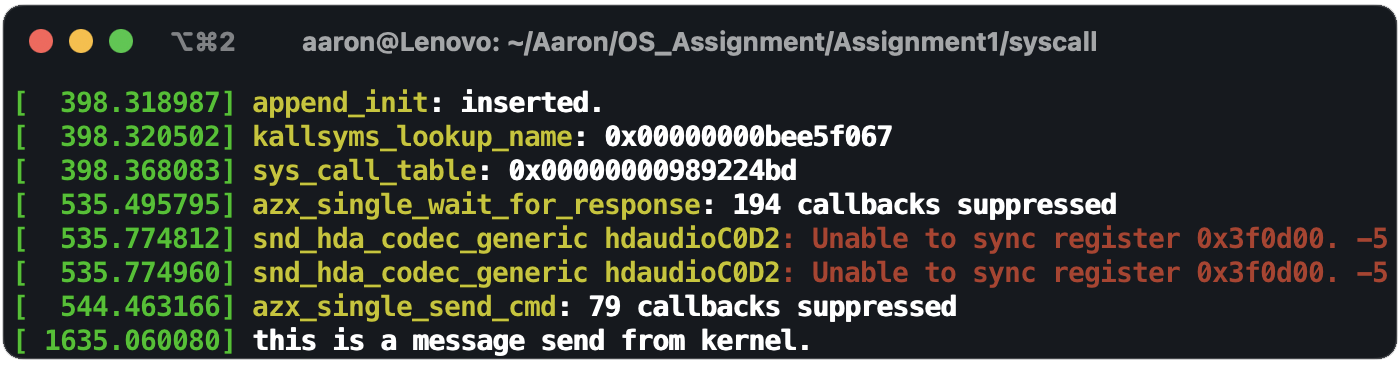 ⌥⌘2 aaron@Lenovo: ~/Aaron/OS_Assignment/Assignment1/syscall
[  398.318987] append_init: inserted.
[  398.320502] kallsyms_lookup_name: 0x00000000bee5f067
[  398.368083] sys_call_table: 0x00000000989224bd
[  535.495795] azx_single_wait_for_response: 194 callbacks suppressed
[  535.774812] snd_hda_codec_generic hdaudioC0D2: Unable to sync register 0x3f0d00. -5
[  535.774960] snd_hda_codec_generic hdaudioC0D2: Unable to sync register 0x3f0d00. -5
[  544.463166] azx_single_send_cmd: 79 callbacks suppressed
[ 1635.060080] this is a message send from kernel.